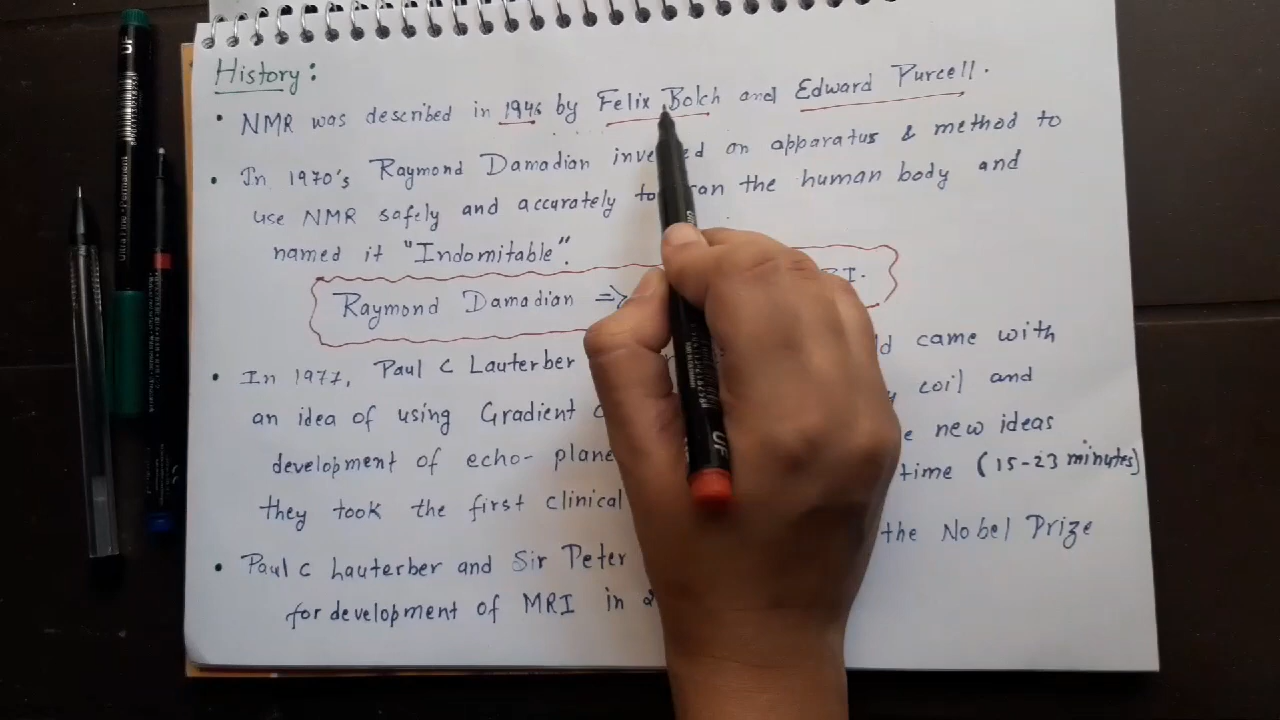 History:
• NMR was described in 1946 by Felix Bolch and Edward Purcell.
• In 1970's Raymond Damadian an apparatus & method to
use NMR safely and accurately to the human body and
named it "Indomitable".
Raymond Damadian =>
• In 1977, Paul C Lauterber came with
an idea of using Gradient coil and
development of echo- new ideas
they took the first clinical time (15-23 minutes)
• Paul C Lauterber and Sir Peter the Nobel Prize
for development of MRI in
UF
UF